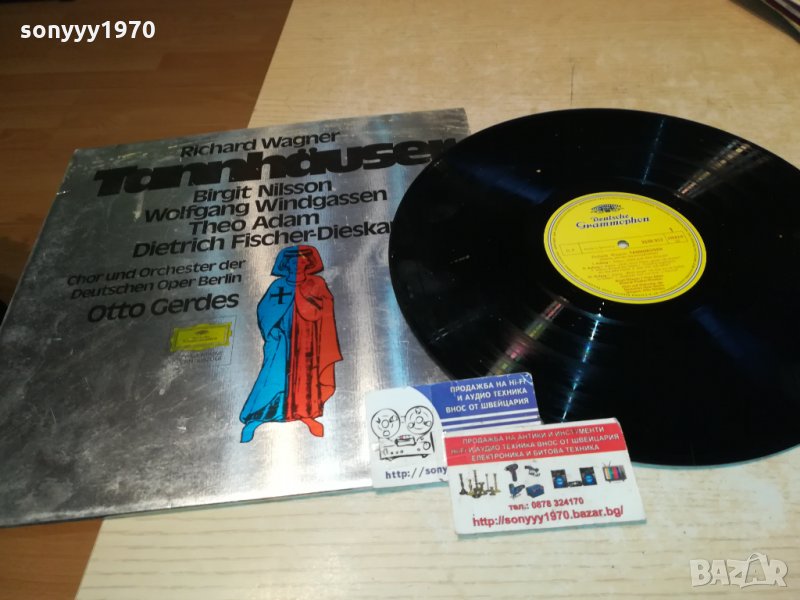 sonyyy1970
Richard Wagner
Tannhäuser
Birgit Nilsson
Wolfgang Windgassen
Theo Adam
Dietrich Fischer-Dieskau
Chor und Orchester der
Deutschen Oper Berlin
Otto Gerdes
Deutsche
Grammophon
ПРОДАЖБА НА Hi-Fi
И АУДИО ТЕХНИКА
ВНОС ОТ ШВЕЙЦАРИЯ
http://sony
ПРОДАЖБА НА АНТИКИ И ИНСТРУМЕНТИ
Hi-Fi И АУДИО ТЕХНИКА ВНОС ОТ ШВЕЙЦАРИЯ
ЕЛЕКТРОНИКА И БИТОВА ТЕХНИКА
тел.: 0878 324170
http://sonyyy1970.bazar.bg/
BAZAR